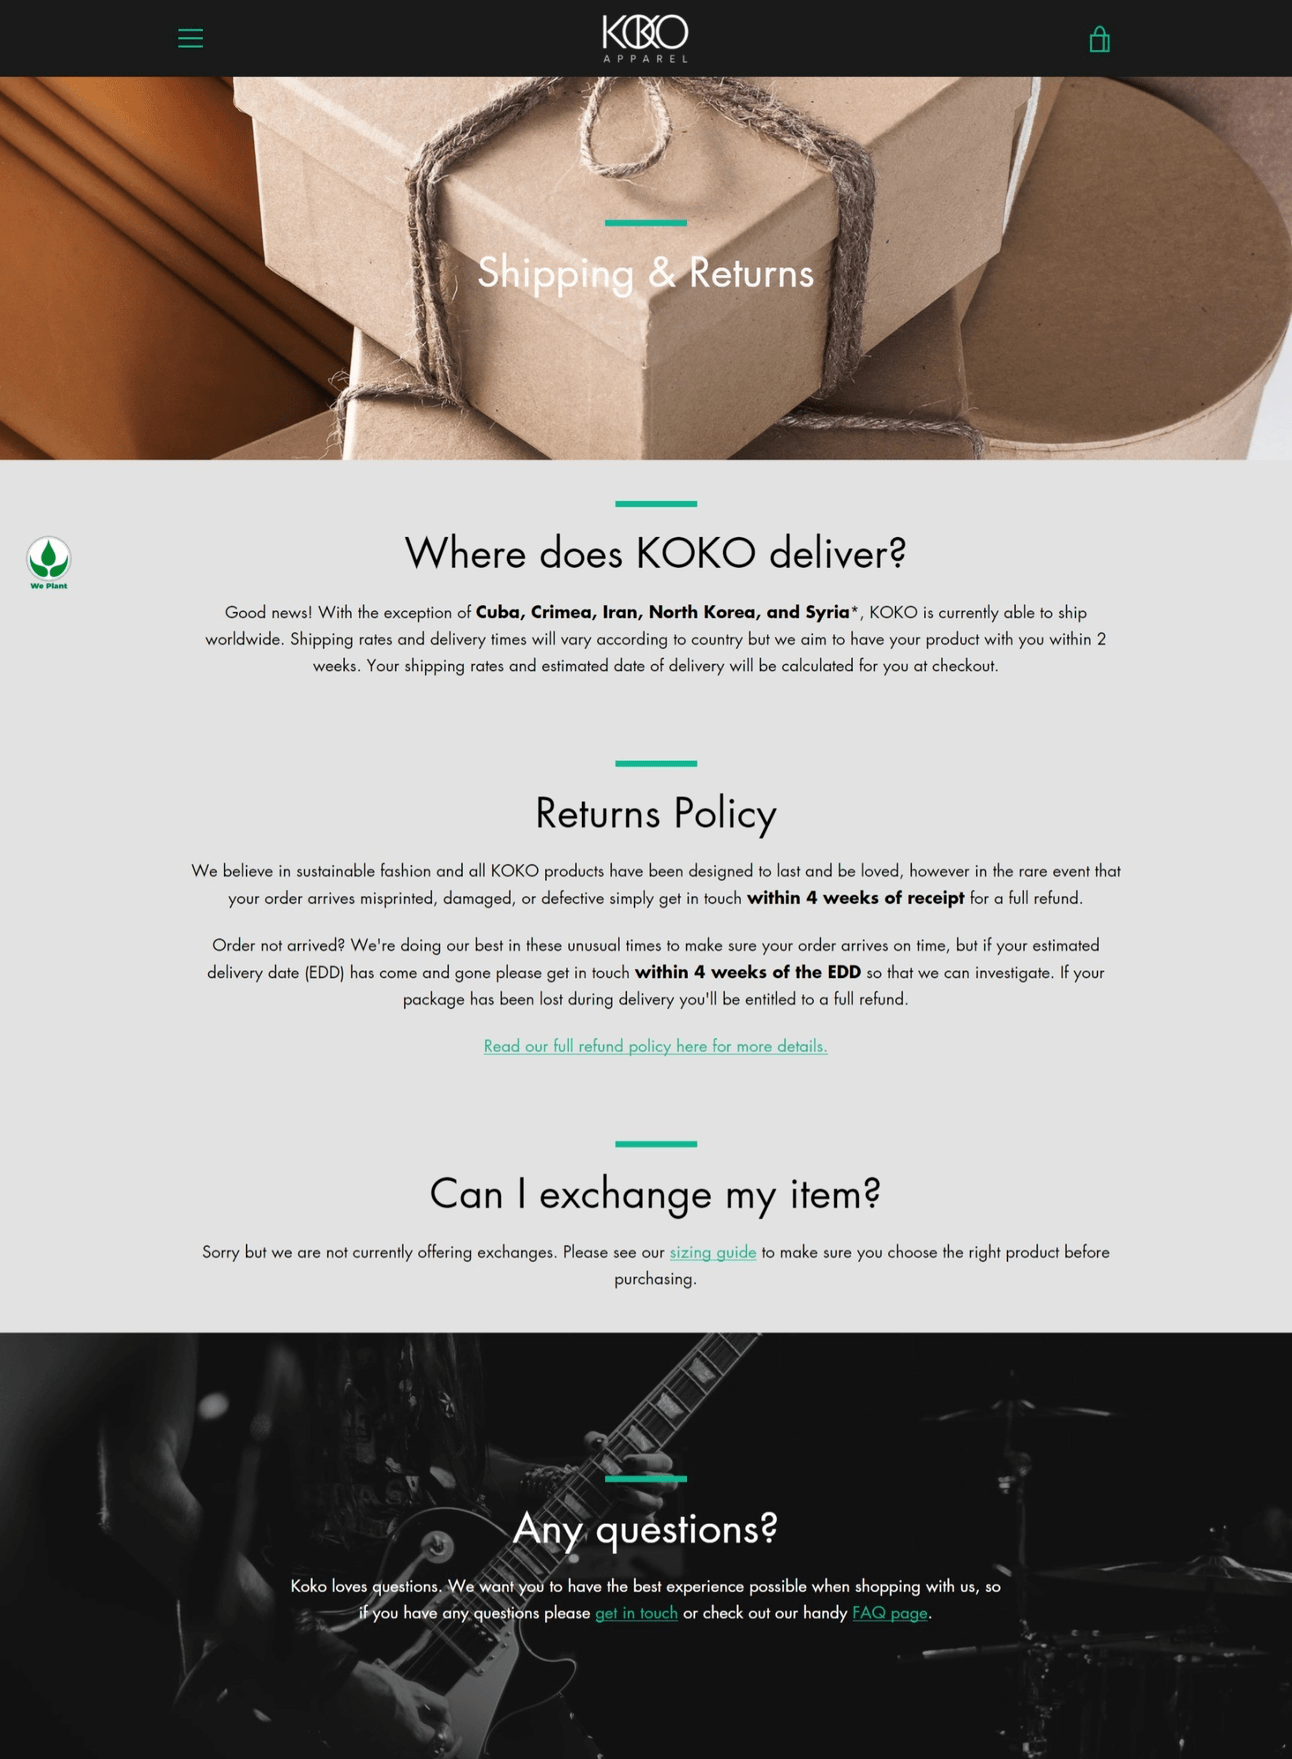 KOKO
APPAREL
Shipping & Returns
Where does KOKO deliver?
We Plant
Good news! With the exception of Cuba, Crimea, Iran, North Korea, and Syria*, KOKO is currently able to ship
worldwide. Shipping rates and delivery times will vary according to country but we aim to have your product with you within 2
weeks. Your shipping rates and estimated date of delivery will be calculated for you at checkout.
Returns Policy
We believe in sustainable fashion and all KOKO products have been designed to last and be loved, however in the rare event that
your order arrives misprinted, damaged, or defective simply get in touch within 4 weeks of receipt for a full refund.
Order not arrived? We're doing our best in these unusual times to make sure your order arrives on time, but if your estimated
delivery date (EDD) has come and gone please get in touch within 4 weeks of the EDD so that we can investigate. If your
package has been lost during delivery you'll be entitled to a full refund.
Read our full refund policy here for more details.
Can I exchange my item?
Sorry but we are not currently offering exchanges. Please see our sizing guide to make sure you choose the right product before
purchasing.
Any questions?
Koko loves questions. We want you to have the best experience possible when shopping with us, so
if you have any questions please get in touch or check out our handy FAQ page.